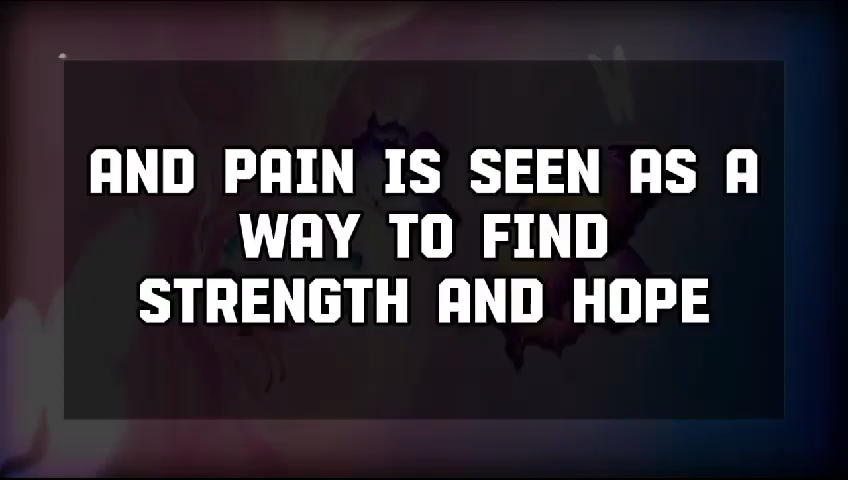 AND PAIN IS SEEN AS A
WAY TO FIND
STRENGTH AND HOPE